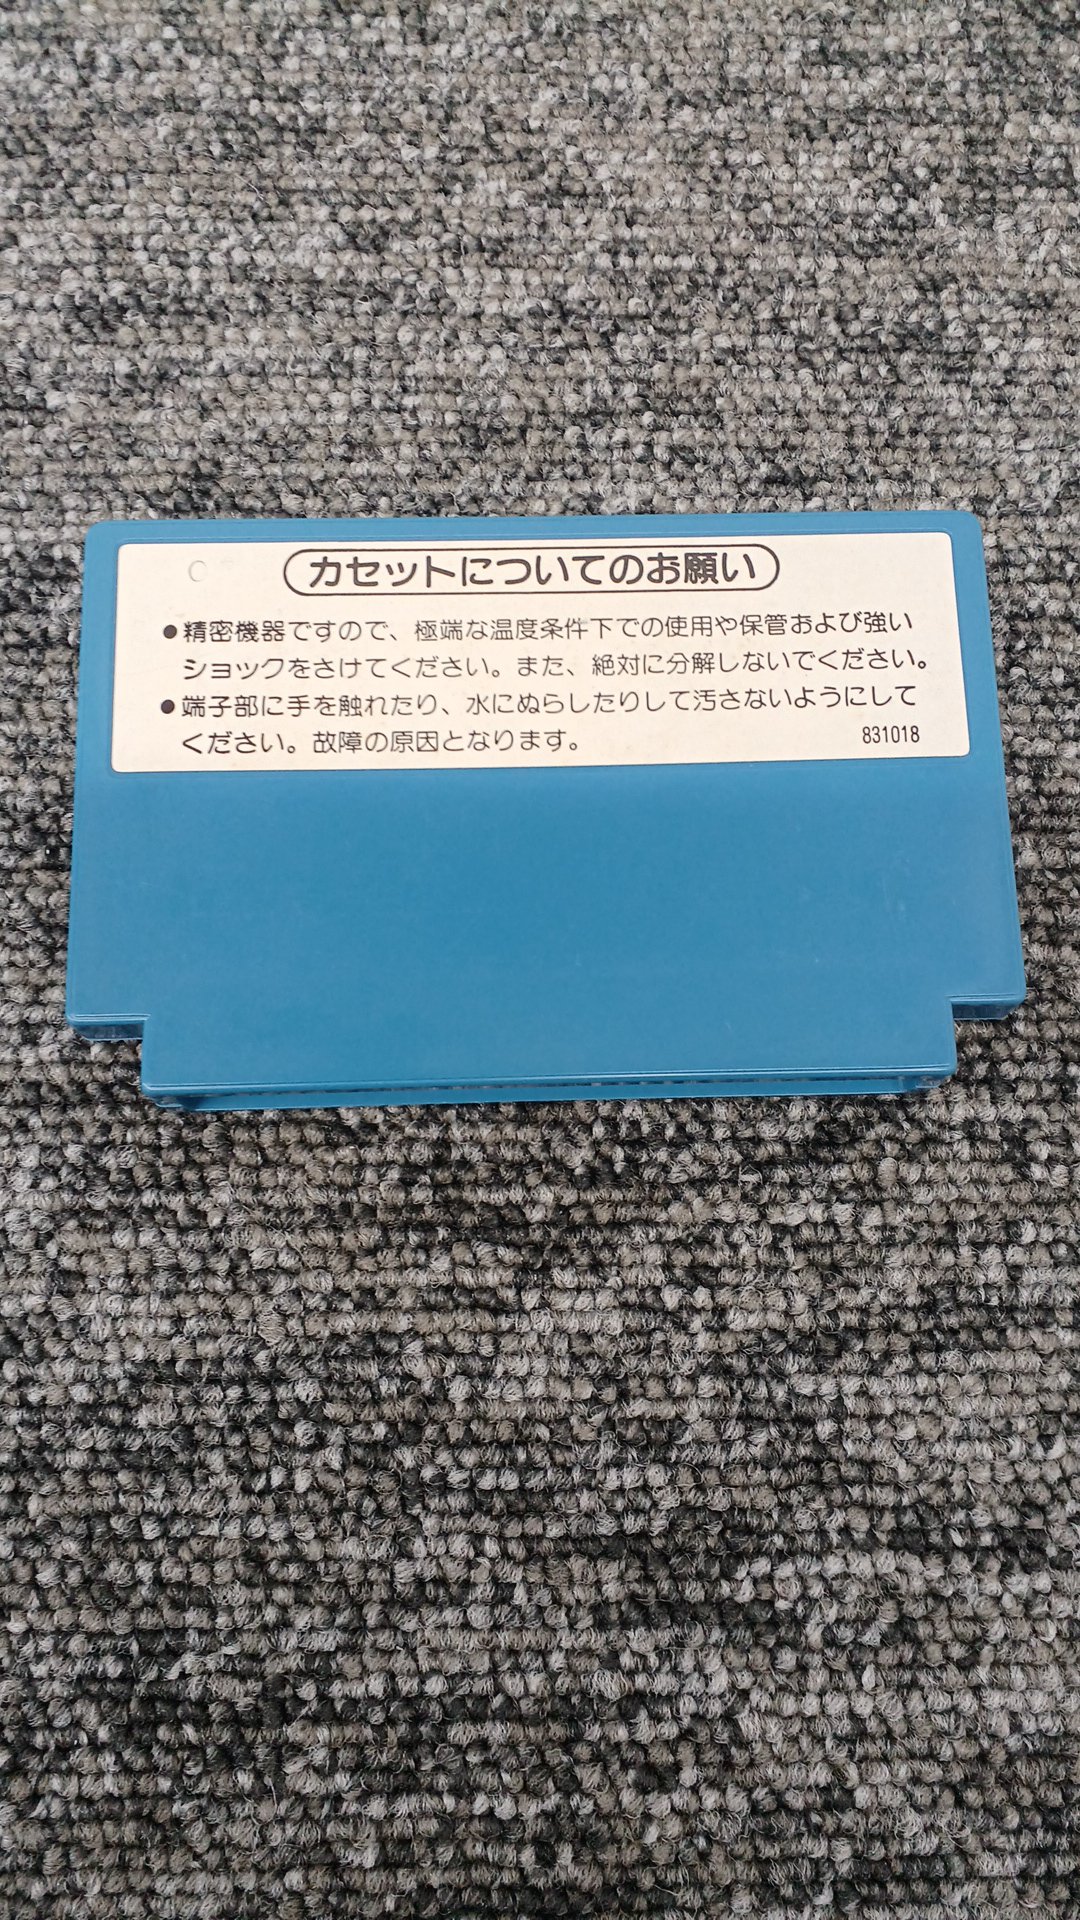 カセットについてのお願い
●精密機器ですので、極端な温度条件下での使用や保管および強い
ショックをさけてください。また、絶対に分解しないでください。
●端子部に手を触れたり、水にぬらしたりして汚さないようにして
ください。故障の原因となります。 831018